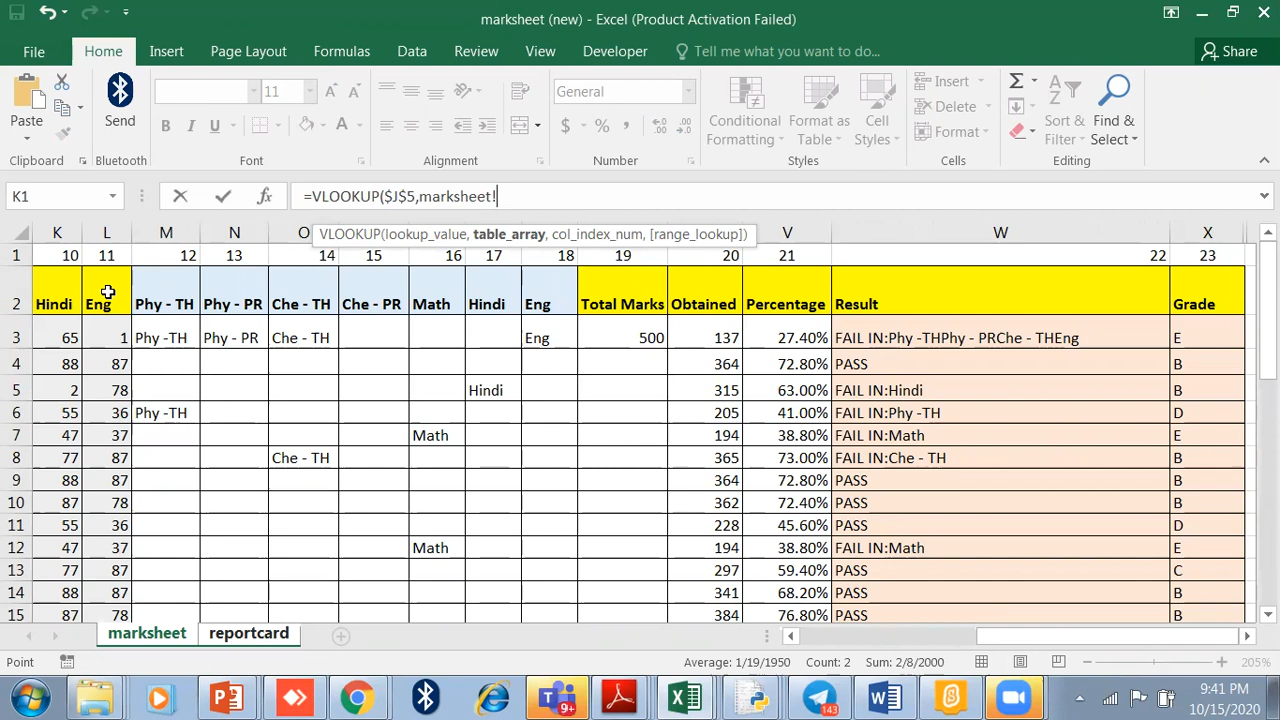 marksheet (new) - Excel (Product Activation Failed)
File Home Insert Page Layout Formulas Data Review View Developer Tell me what you want to do... Share
Paste Send 11 General Conditional Formatting Format as Table Cell Styles Insert Delete Format Sort & Filter Find & Select
Clipboard Bluetooth Font Alignment Number Styles Cells Editing
K1 fx =VLOOKUP($J$5,marksheet!
VLOOKUP(lookup_value, table_array, col_index_num, [range_lookup])
K L M N O V W X
1 10 11 12 13 14 15 16 17 18 19 20 21 22 23
2 Hindi Eng Phy - TH Phy - PR Che - TH Che - PR Math Hindi Eng Total Marks Obtained Percentage Result Grade
3 65 1 Phy -TH Phy - PR Che - TH Eng 500 137 27.40% FAIL IN:Phy -THPhy - PRChe - THEng E
4 88 87 364 72.80% PASS B
5 2 78 Hindi 315 63.00% FAIL IN:Hindi B
6 55 36 Phy -TH 205 41.00% FAIL IN:Phy -TH D
7 47 37 Math 194 38.80% FAIL IN:Math E
8 77 87 Che - TH 365 73.00% FAIL IN:Che - TH B
9 88 87 364 72.80% PASS B
10 87 78 362 72.40% PASS B
11 55 36 228 45.60% PASS D
12 47 37 Math 194 38.80% FAIL IN:Math E
13 77 87 297 59.40% PASS C
14 88 87 341 68.20% PASS B
15 87 78 384 76.80% PASS B
marksheet reportcard
Point Average: 1/19/1950 Count: 2 Sum: 2/8/2000 205%
9+ 143 9:41 PM
10/15/2020